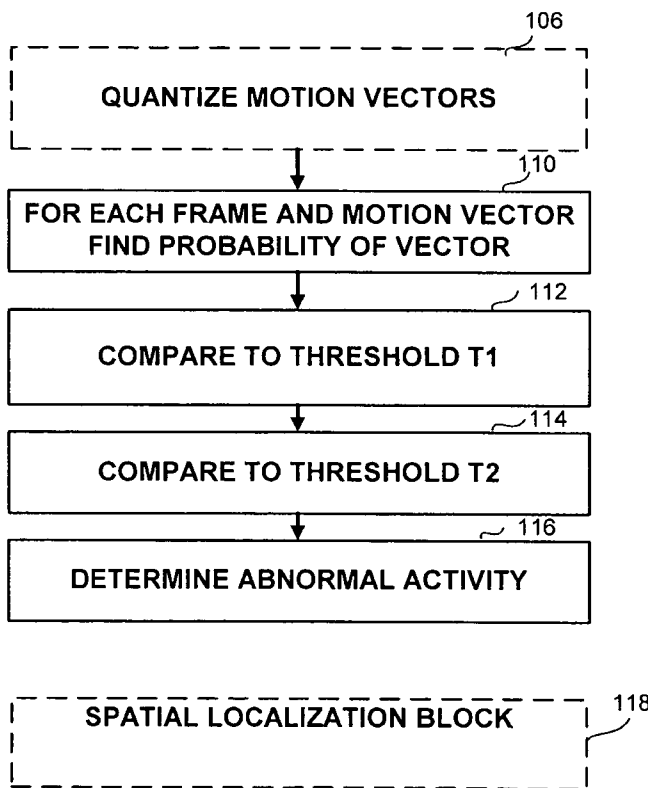 106
QUANTIZE MOTION VECTORS
110
FOR EACH FRAME AND MOTION VECTOR
FIND PROBABILITY OF VECTOR
112
COMPARE TO THRESHOLD T1
114
COMPARE TO THRESHOLD T2
116
DETERMINE ABNORMAL ACTIVITY
SPATIAL LOCALIZATION BLOCK
118